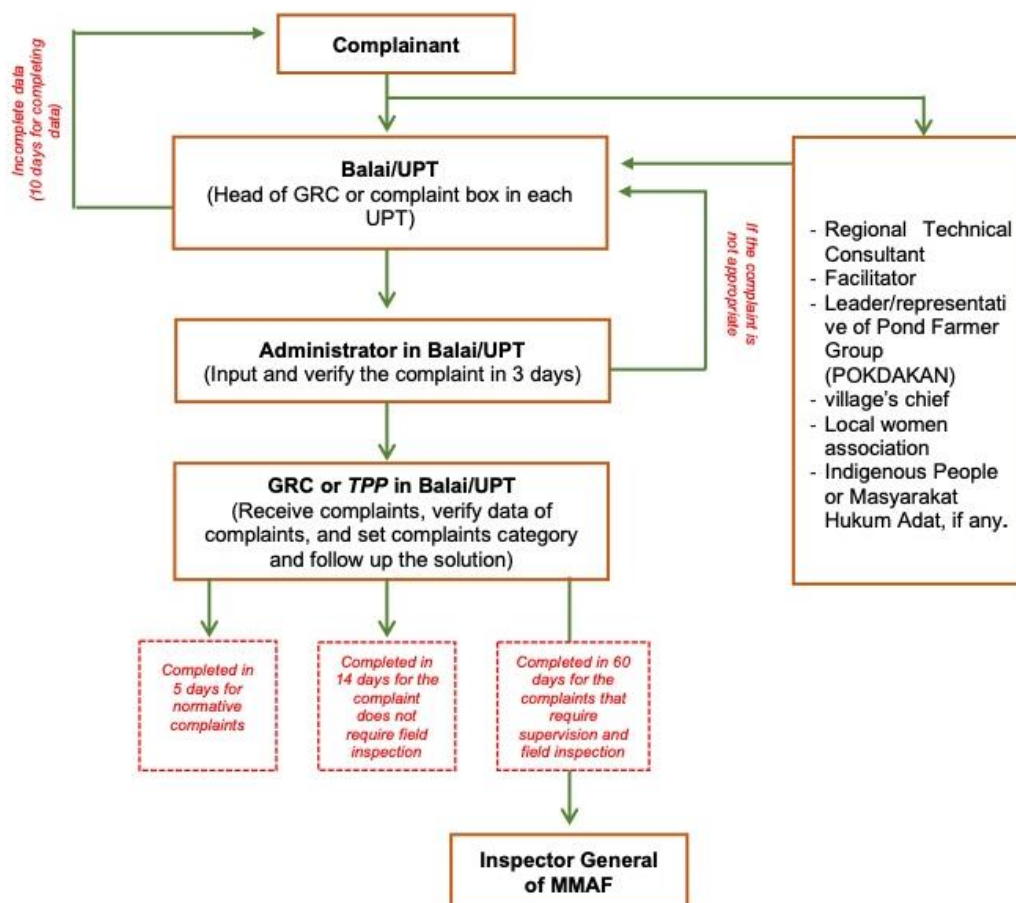 Complainant
Incomplete data
(10 days for completing
data)
Balai/UPT
(Head of GRC or complaint box in each
UPT)
If the complaint is
not appropriate
- Regional Technical
Consultant
- Facilitator
- Leader/representati
ve of Pond Farmer
Group
(POKDAKAN)
- village's chief
- Local women
association
- Indigenous People
or Masyarakat
Hukum Adat, if any.
Administrator in Balai/UPT
(Input and verify the complaint in 3 days)
GRC or TPP in Balai/UPT
(Receive complaints, verify data of
complaints, and set complaints category
and follow up the solution)
Completed in
5 days for
normative
complaints
Completed in
14 days for the
complaint
does not
require field
inspection
Completed in 60
days for the
complaints that
require
supervision and
field inspection
Inspector General
of MMAF